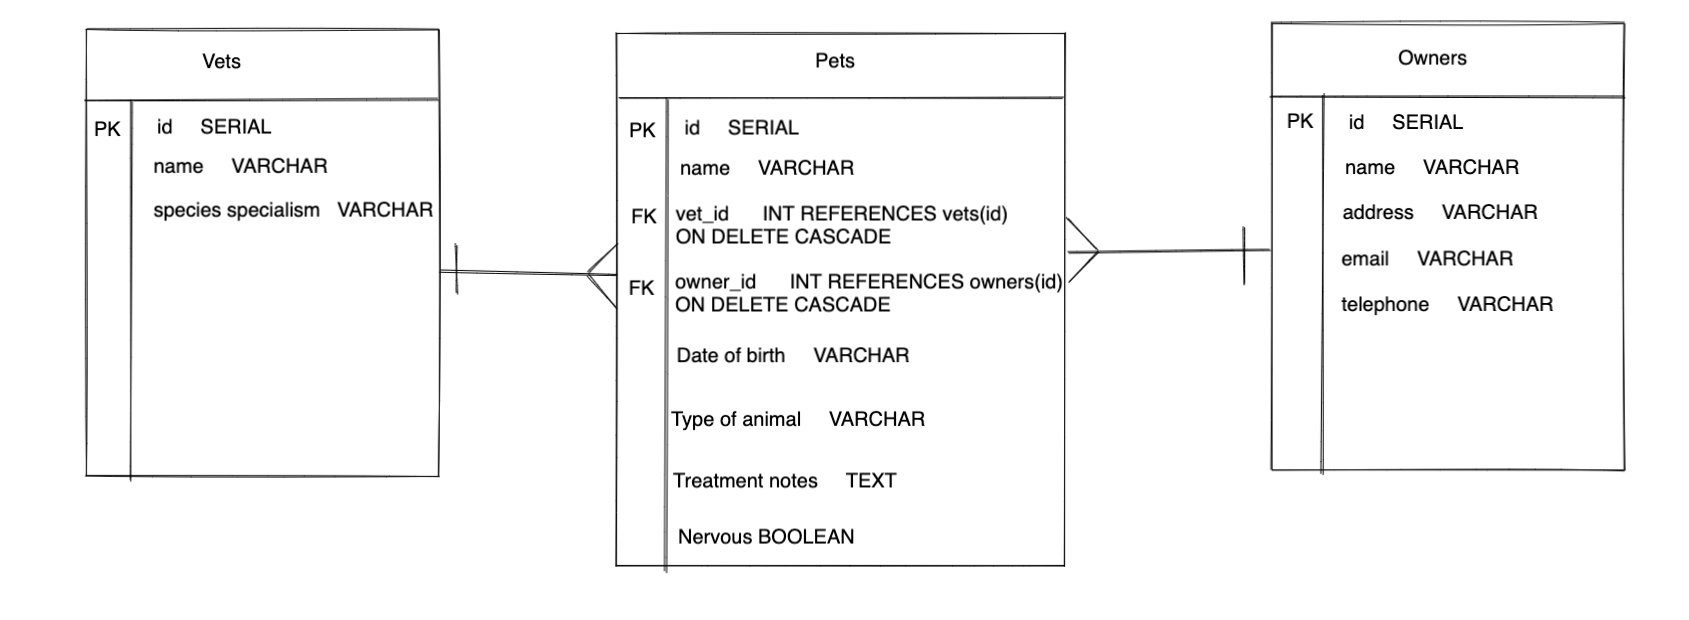 Vets
PK id SERIAL
name VARCHAR
species specialism VARCHAR
Pets
PK id SERIAL
name VARCHAR
FK vet_id INT REFERENCES vets(id)
ON DELETE CASCADE
FK owner_id INT REFERENCES owners(id)
ON DELETE CASCADE
Date of birth VARCHAR
Type of animal VARCHAR
Treatment notes TEXT
Nervous BOOLEAN
Owners
PK id SERIAL
name VARCHAR
address VARCHAR
email VARCHAR
telephone VARCHAR